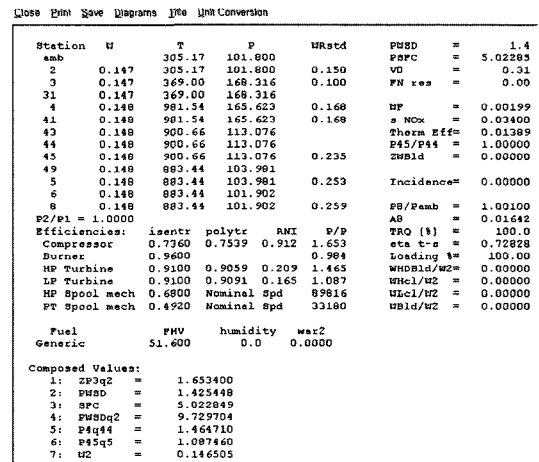 Close Print Save Diagrams Title Unit Conversion
Station W T P WRstd PWSD = 1.4
amb 305.17 101.800 PSFC = 5.02285
2 0.147 305.17 101.800 0.150 V0 = 0.31
3 0.147 369.00 168.316 0.100 FN res = 0.00
31 0.147 369.00 168.316
4 0.148 981.54 165.623 0.168 WF = 0.00199
41 0.148 981.54 165.623 0.168 s NOx = 0.03400
43 0.148 900.66 113.076 Therm Eff= 0.01389
44 0.148 900.66 113.076 P45/P44 = 1.00000
45 0.148 900.66 113.076 0.235 ZWBld = 0.00000
49 0.148 883.44 103.981
5 0.148 883.44 103.981 0.253 Incidence= 0.00000
6 0.148 883.44 101.902
8 0.148 883.44 101.902 0.259 P8/Pamb = 1.00100
P2/P1 = 1.0000 A8 = 0.01642
Efficiencies: isentr polytr RNI P/P TRQ [%] = 100.0
Compressor 0.7360 0.7539 0.912 1.653 eta t-s = 0.72828
Burner 0.9600 0.984 Loading %= 100.00
HP Turbine 0.9100 0.9059 0.209 1.465 WHDBld/W2= 0.00000
LP Turbine 0.9100 0.9091 0.165 1.087 WHcl/W2 = 0.00000
HP Spool mech 0.6800 Nominal Spd 89816 WLcl/W2 = 0.00000
PT Spool mech 0.4920 Nominal Spd 33180 WBld/W2 = 0.00000
Fuel FHV humidity war2
Generic 51.600 0.0 0.0000
Composed Values:
1: ZP3q2 = 1.653400
2: PWSD = 1.425448
3: SFC = 5.022849
4: PWSDq2 = 9.729704
5: P4q44 = 1.464710
6: P45q5 = 1.087460
7: W2 = 0.146505